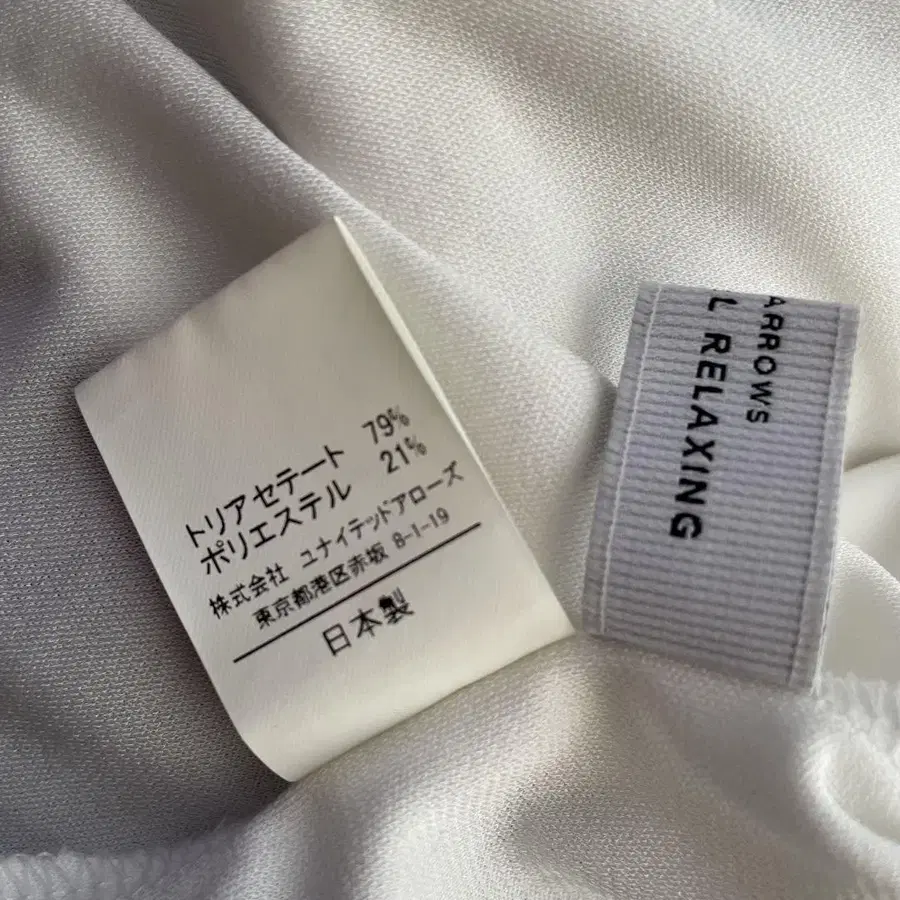 トリアセテート 79%
ポリエステル 21%
株式会社 ユナイテッドアローズ
東京都港区赤坂 8-1-19
日本製
ARROWS
L RELAXING